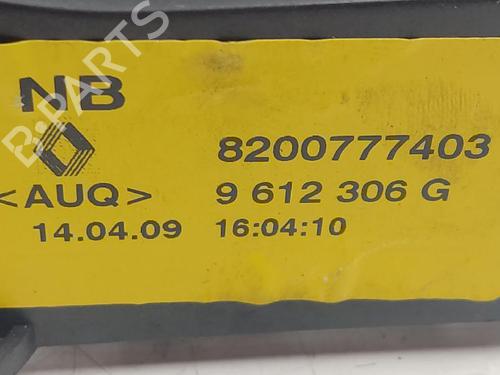 NB
8200777403
<AUQ> 9 612 306 G
14.04.09 16:04:10
B-PARTS